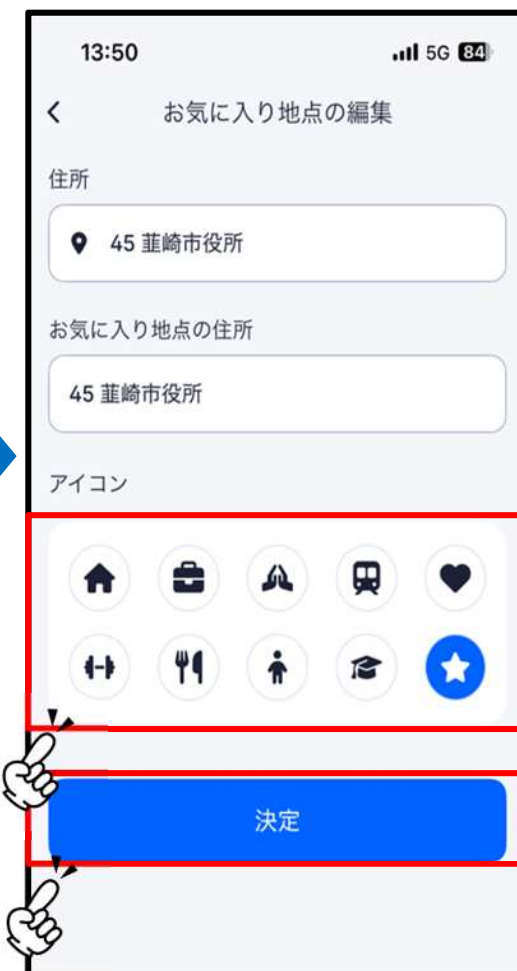 13:50
5G 84
お気に入り地点の編集
住所
45 韮崎市役所
お気に入り地点の住所
45 韮崎市役所
アイコン
決定